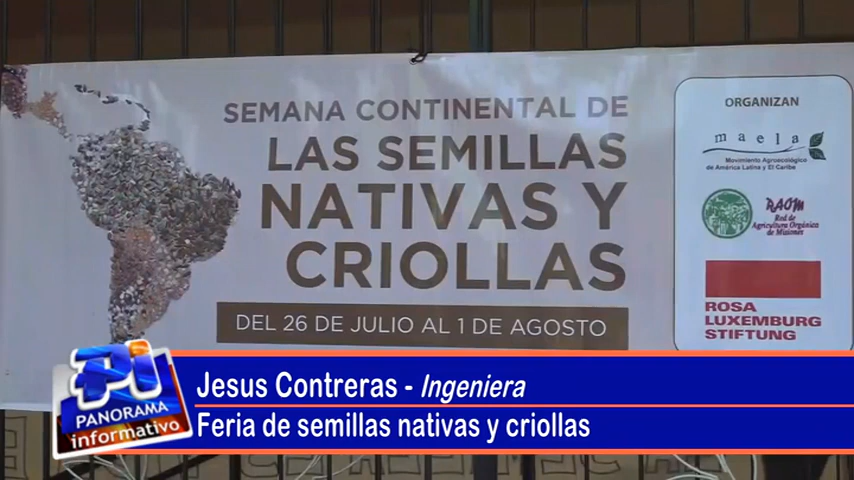 SEMANA CONTINENTAL DE
LAS SEMILLAS
NATIVAS Y
CRIOLLAS
DEL 26 DE JULIO AL 1 DE AGOSTO
ORGANIZAN
maela
Movimiento Agroecológico
de América Latina y El Caribe
RAOM
Red de
Agricultura Orgánica
de Misiones
ROSA
LUXEMBURG
STIFTUNG
Pi
PANORAMA
informativo
Jesus Contreras - Ingeniera
Feria de semillas nativas y criollas